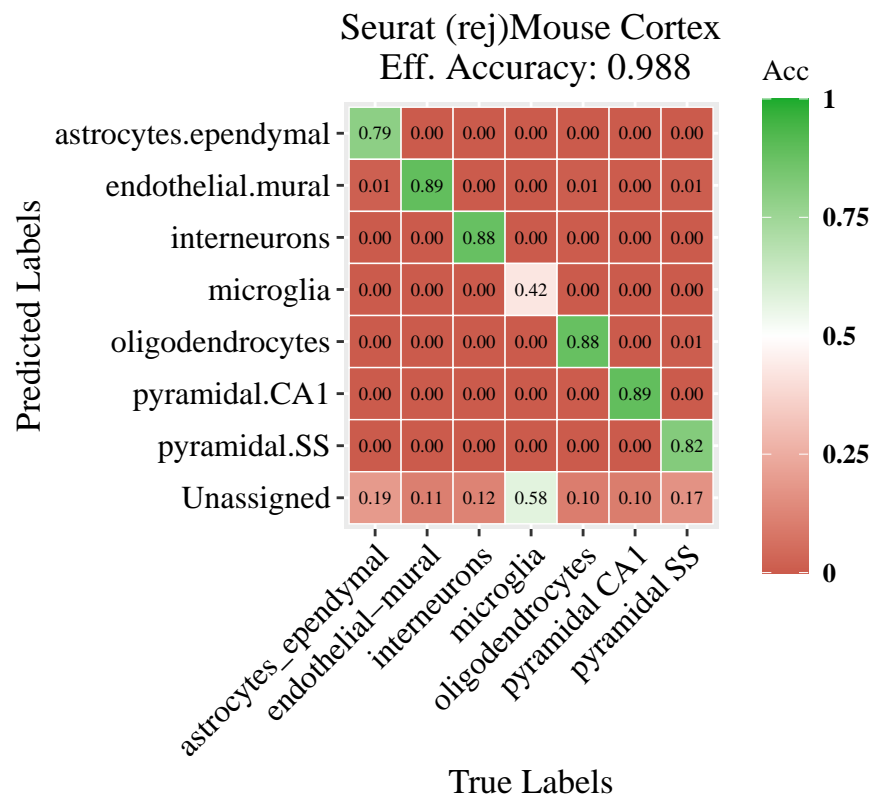 Seurat (rej)Mouse Cortex
Eff. Accuracy: 0.988
Acc
1
0.75
0.5
0.25
0
Predicted Labels
astrocytes.ependymal 0.79 0.00 0.00 0.00 0.00 0.00 0.00
endothelial.mural 0.01 0.89 0.00 0.00 0.01 0.00 0.01
interneurons 0.00 0.00 0.88 0.00 0.00 0.00 0.00
microglia 0.00 0.00 0.00 0.42 0.00 0.00 0.00
oligodendrocytes 0.00 0.00 0.00 0.00 0.88 0.00 0.01
pyramidal.CA1 0.00 0.00 0.00 0.00 0.00 0.89 0.00
pyramidal.SS 0.00 0.00 0.00 0.00 0.00 0.00 0.82
Unassigned 0.19 0.11 0.12 0.58 0.10 0.10 0.17
astrocytes_ependymal
endothelial−mural
interneurons
microglia
oligodendrocytes
pyramidal CA1
pyramidal SS
True Labels